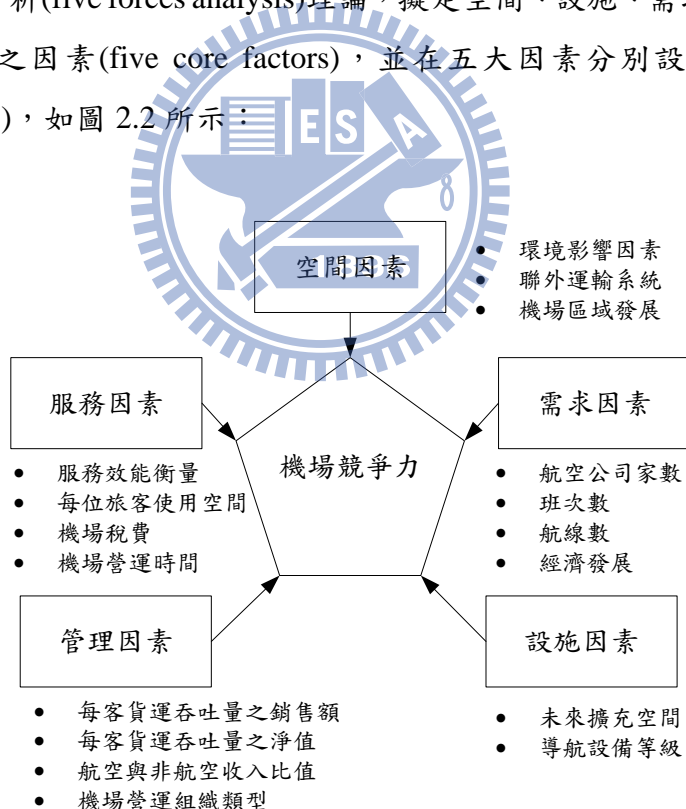 析(five forces analysis)理論，擬定空間、設施、需
之因素(five core factors)，並在五大因素分別設
)，如圖 2.2 所示：
E S A
8
1896
空間因素
• 環境影響因素
• 聯外運輸系統
• 機場區域發展
服務因素
• 服務效能衡量
• 每位旅客使用空間
• 機場稅費
• 機場營運時間
機場競爭力
需求因素
• 航空公司家數
• 班次數
• 航線數
• 經濟發展
管理因素
• 每客貨運吞吐量之銷售額
• 每客貨運吞吐量之淨值
• 航空與非航空收入比值
• 機場營運組織類型
設施因素
• 未來擴充空間
• 導航設備等級